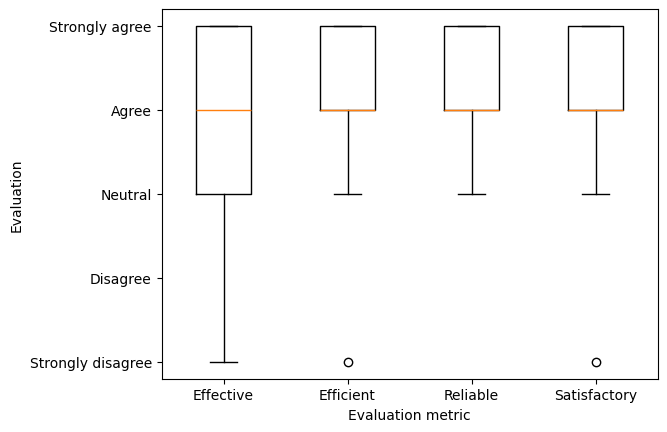 Strongly agree
Agree
Neutral
Disagree
Strongly disagree
Evaluation
Effective Efficient Reliable Satisfactory
Evaluation metric